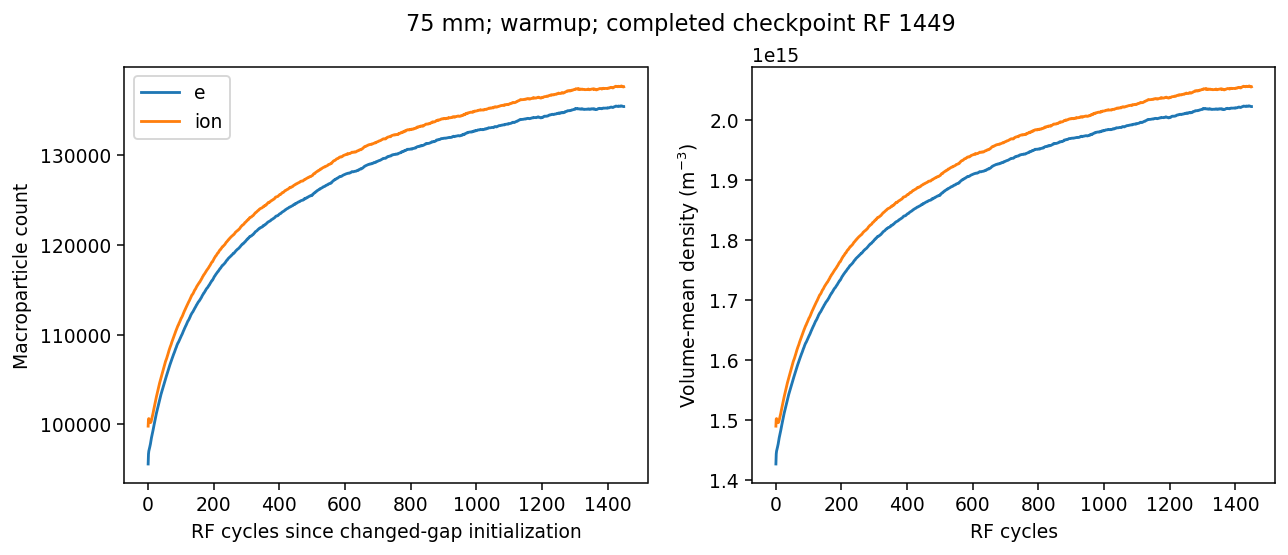 75 mm; warmup; completed checkpoint RF 1449
e
ion
Macroparticle count
130000
120000
110000
100000
0 200 400 600 800 1000 1200 1400
RF cycles since changed-gap initialization
1e15
Volume-mean density (m⁻³)
2.0
1.9
1.8
1.7
1.6
1.5
1.4
0 200 400 600 800 1000 1200 1400
RF cycles